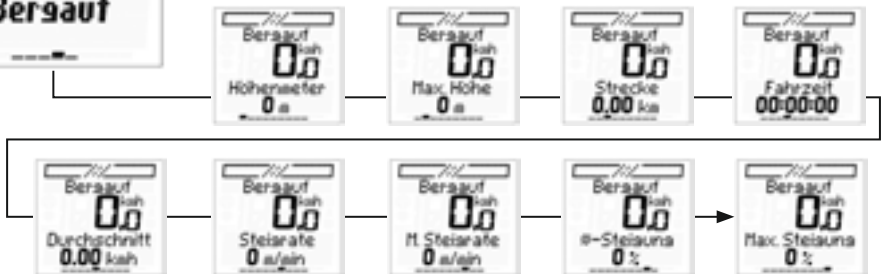 Bergauf
Bergauf
0,0 kmh
Höhenmeter
0 m
Bergauf
0,0 kmh
Max. Höhe
0 m
Bergauf
0,0 kmh
Strecke
0.00 km
Bergauf
0,0 kmh
Fahrzeit
00:00:00
Bergauf
0,0 kmh
Durchschnitt
0.00 kmh
Bergauf
0,0 kmh
Steigrate
0 m/min
Bergauf
0,0 kmh
M. Steigrate
0 m/min
Bergauf
0,0 kmh
ø-Steigung
0 %
Bergauf
0,0 kmh
Max. Steigung
0 %